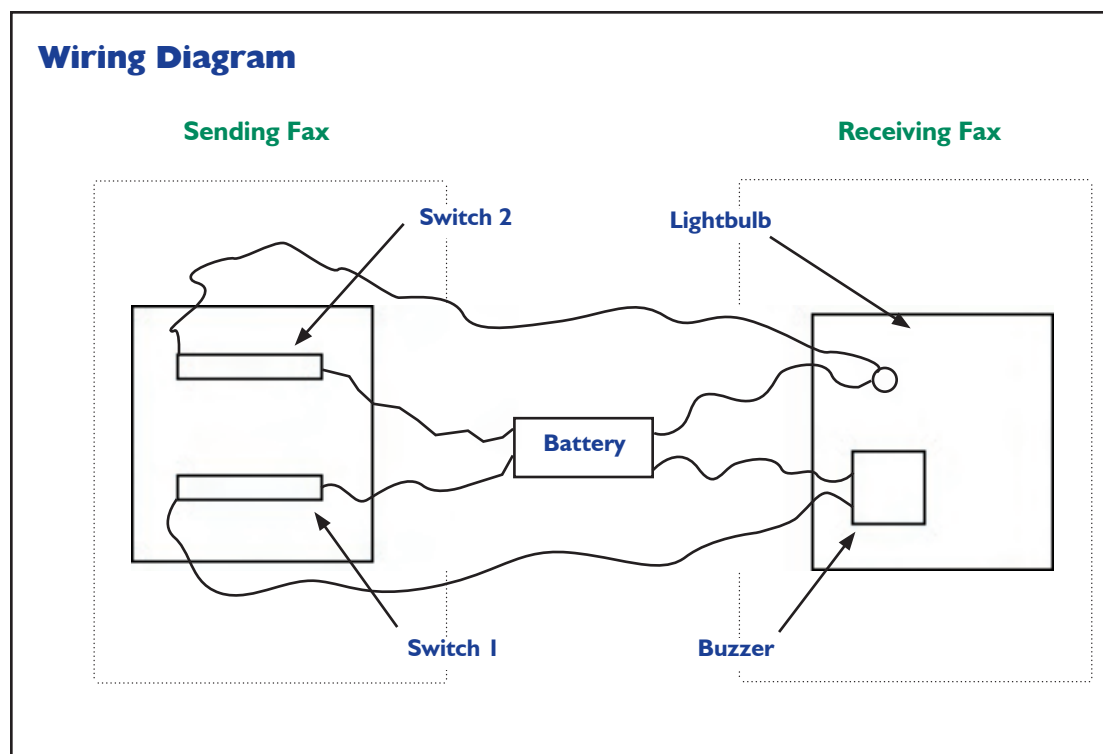 Wiring Diagram
Sending Fax
Receiving Fax
Switch 2
Lightbulb
Battery
Switch 1
Buzzer